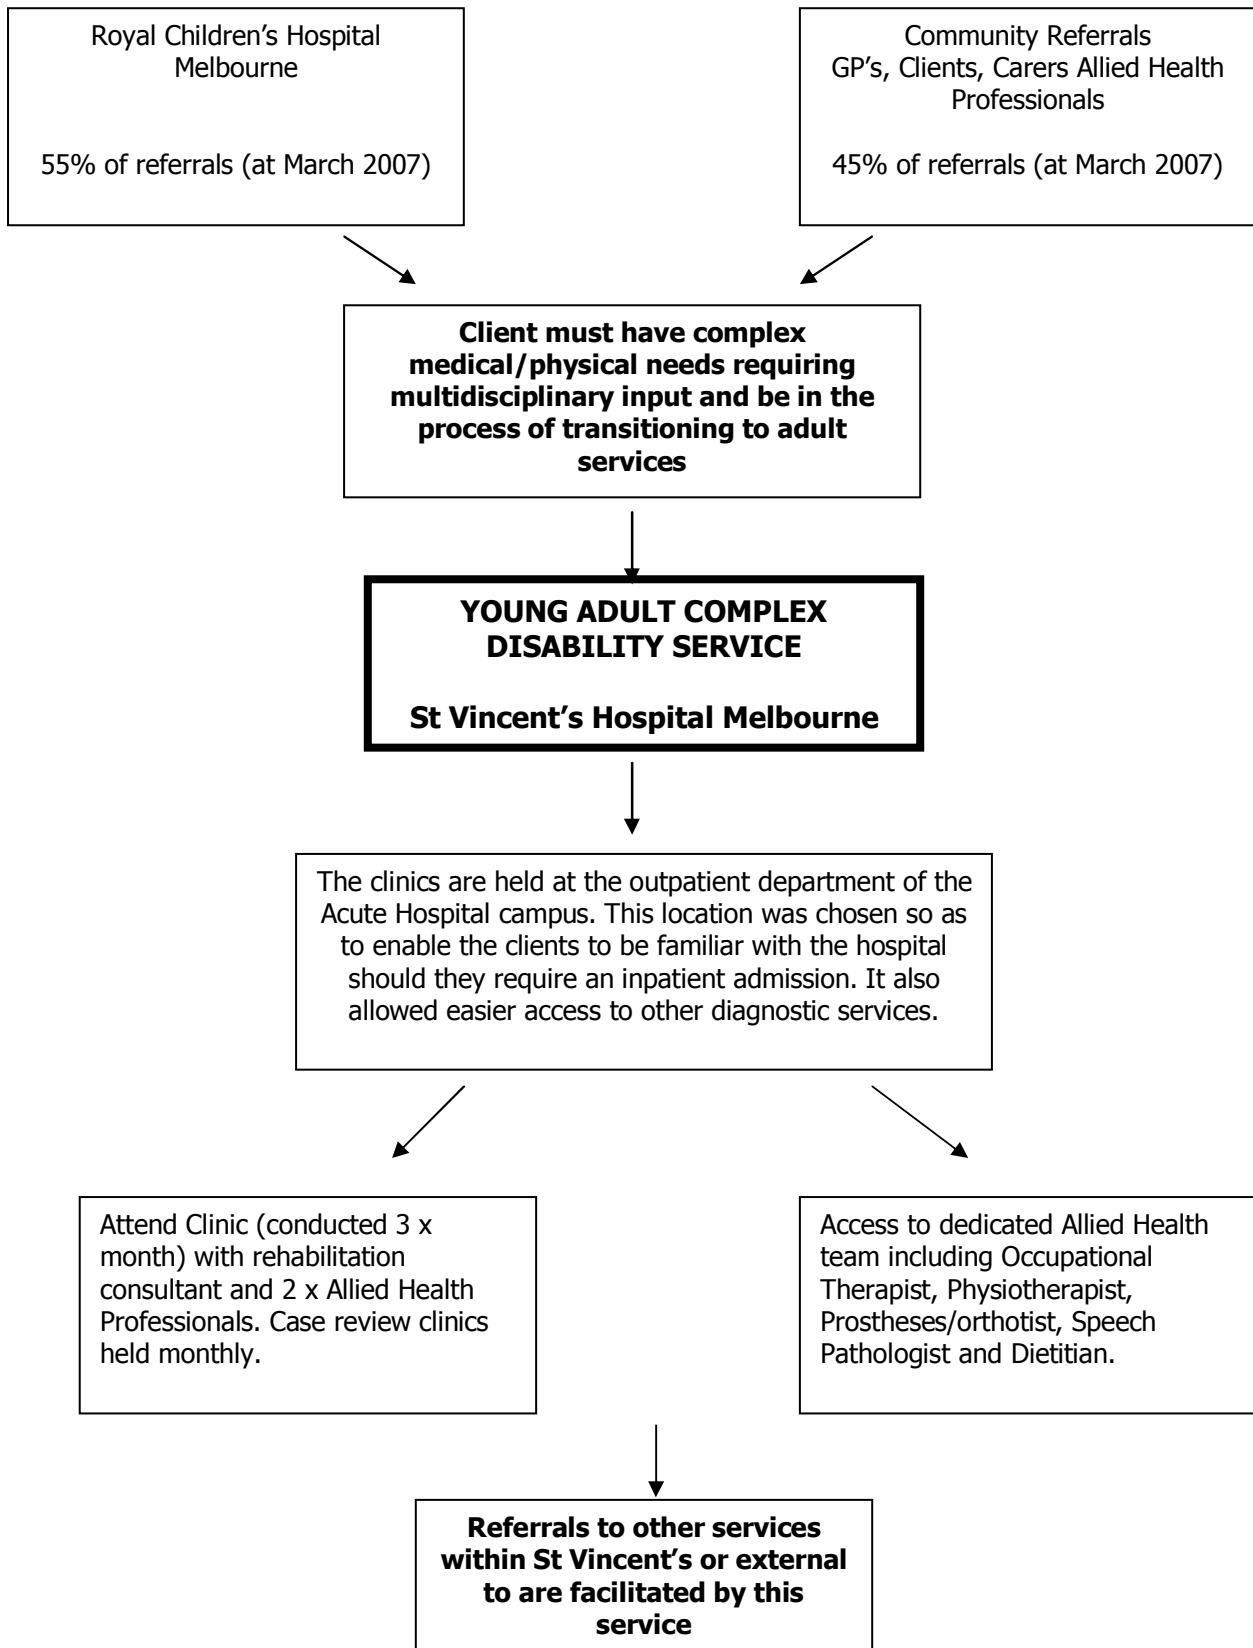 Royal Children’s Hospital
Melbourne
55% of referrals (at March 2007)
Community Referrals
GP’s, Clients, Carers Allied Health
Professionals
45% of referrals (at March 2007)
Client must have complex
medical/physical needs requiring
multidisciplinary input and be in the
process of transitioning to adult
services
YOUNG ADULT COMPLEX
DISABILITY SERVICE
St Vincent’s Hospital Melbourne
The clinics are held at the outpatient department of the
Acute Hospital campus. This location was chosen so as
to enable the clients to be familiar with the hospital
should they require an inpatient admission. It also
allowed easier access to other diagnostic services.
Attend Clinic (conducted 3 x
month) with rehabilitation
consultant and 2 x Allied Health
Professionals. Case review clinics
held monthly.
Access to dedicated Allied Health
team including Occupational
Therapist, Physiotherapist,
Prostheses/orthotist, Speech
Pathologist and Dietitian.
Referrals to other services
within St Vincent’s or external
to are facilitated by this
service